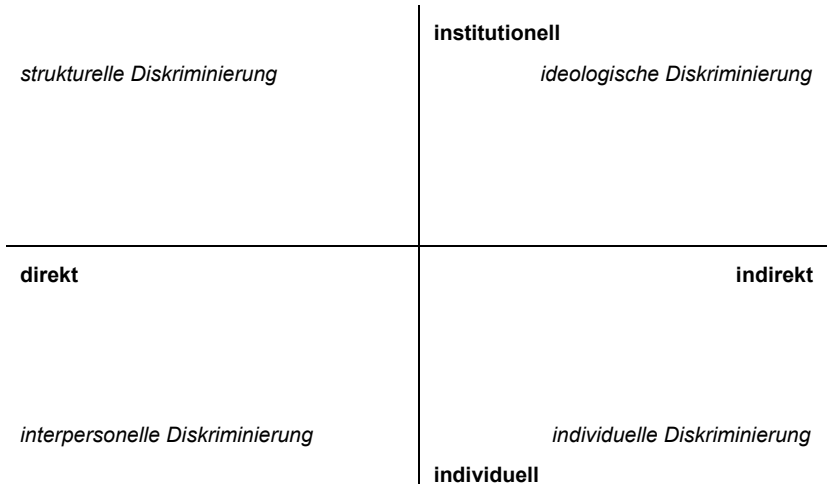 institutionell
strukturelle Diskriminierung
ideologische Diskriminierung
direkt
indirekt
interpersonelle Diskriminierung
individuelle Diskriminierung
individuell